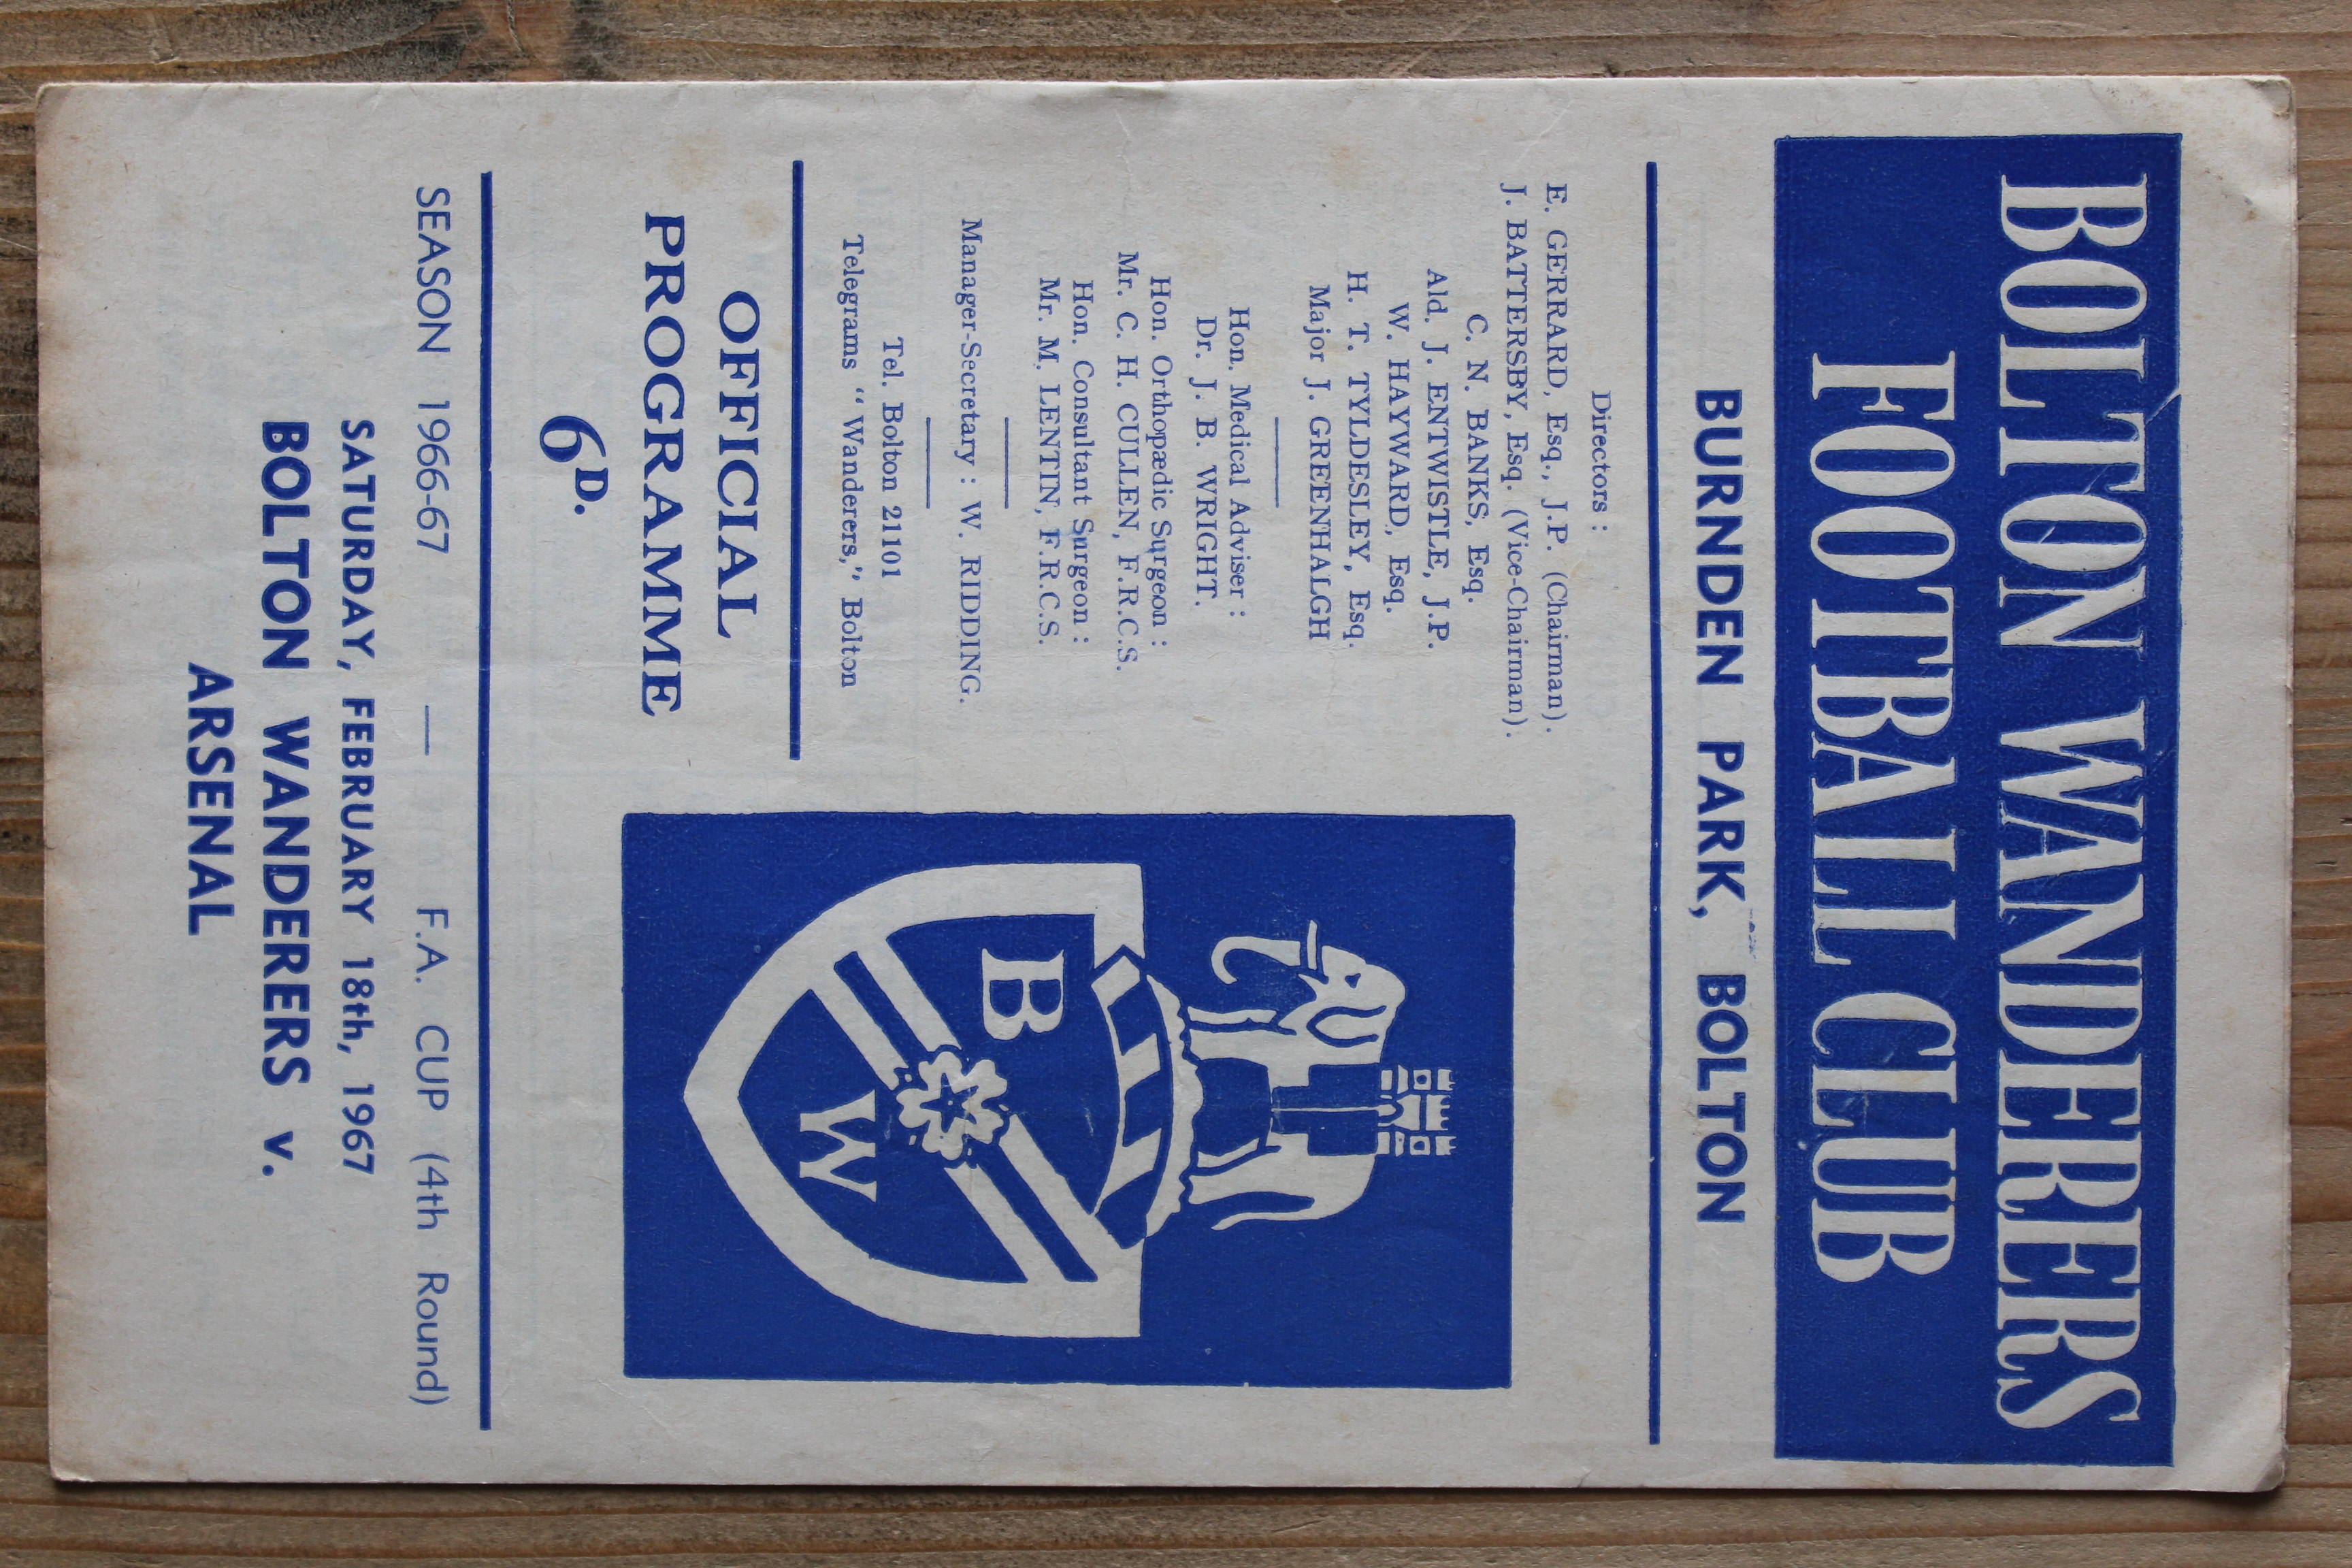 BOLTON WANDERERS
FOOTBALL CLUB
BURNDEN PARK, BOLTON
Directors :
E. GERRARD, Esq., J.P. (Chairman).
J. BATTERSBY, Esq. (Vice-Chairman).
C. N. BANKS, Esq.
Ald. J. ENTWISTLE, J.P.
W. HAYWARD, Esq.
H. T. TYLDESLEY, Esq.
Major J. GREENHALGH
Hon. Medical Adviser :
Dr. J. B. WRIGHT.
Hon. Orthopædic Surgeon :
Mr. C. H. CULLEN, F.R.C.S.
Hon. Consultant Surgeon :
Mr. M. LENTIN, F.R.C.S.
Manager-Secretary : W. RIDDING.
Tel. Bolton 21101
Telegrams "Wanderers," Bolton
OFFICIAL
PROGRAMME
6D.
B
W
SEASON 1966-67 — F.A. CUP (4th Round)
SATURDAY, FEBRUARY 18th, 1967
BOLTON WANDERERS v.
ARSENAL